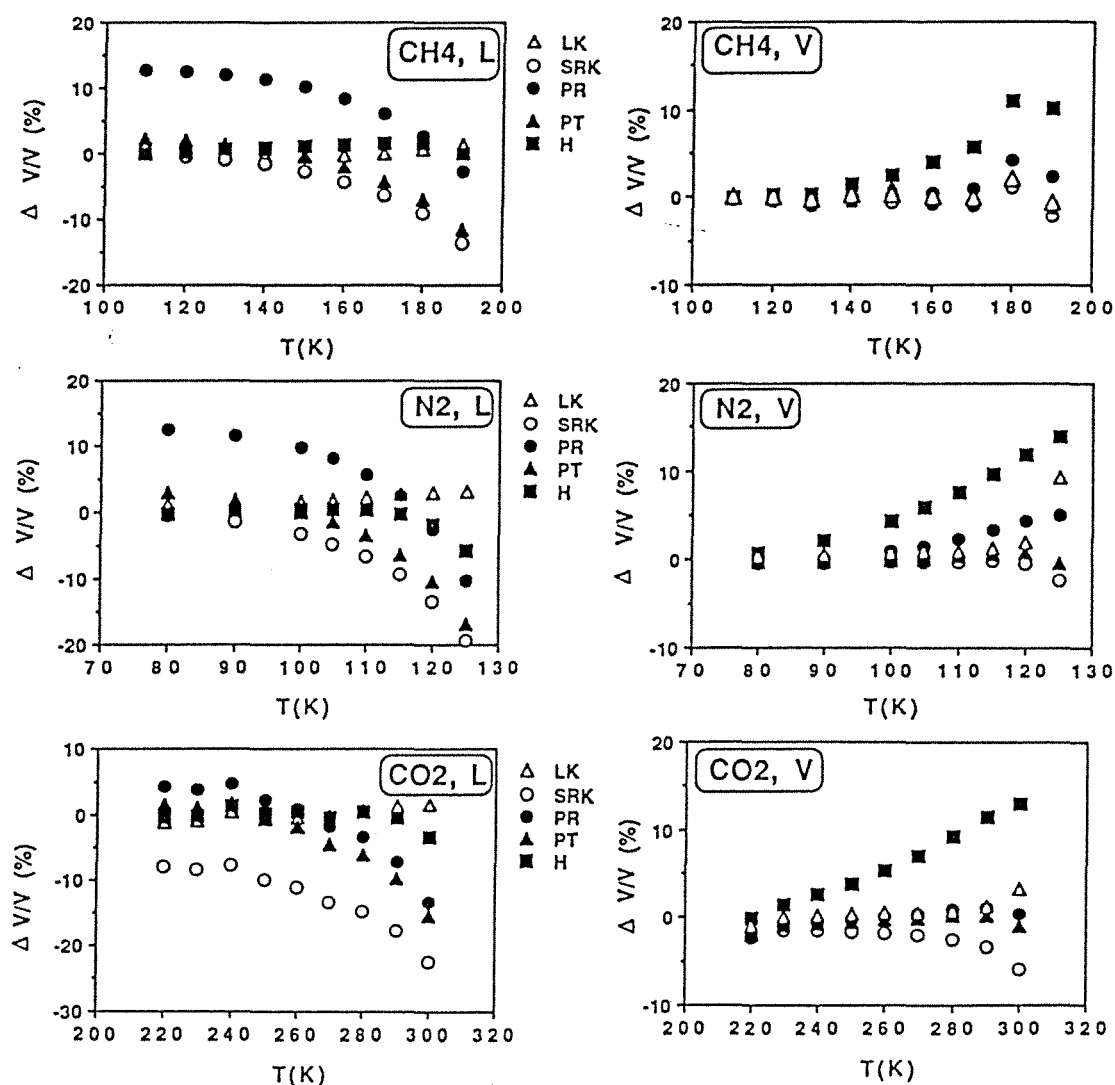 CH4, L
Δ V/V (%)
20
10
0
-10
-20
100 120 140 160 180 200
T(K)
LK
SRK
PR
PT
H
CH4, V
Δ V/V (%)
20
10
0
-10
100 120 140 160 180 200
T(K)
N2, L
Δ V/V (%)
20
10
0
-10
-20
70 80 90 100 110 120 130
T(K)
LK
SRK
PR
PT
H
N2, V
Δ V/V (%)
20
10
0
-10
70 80 90 100 110 120 130
T(K)
CO2, L
Δ V/V (%)
10
0
-10
-20
-30
200 220 240 260 280 300 320
T(K)
LK
SRK
PR
PT
H
CO2, V
Δ V/V (%)
20
10
0
-10
200 220 240 260 280 300 320
T(K)